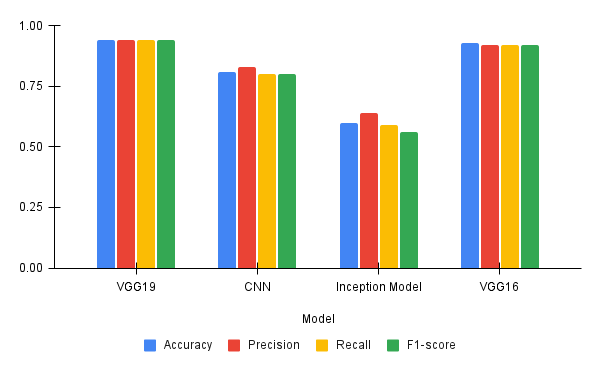 1.00
0.75
0.50
0.25
0.00
VGG19 CNN Inception Model VGG16
Model
Accuracy Precision Recall F1-score